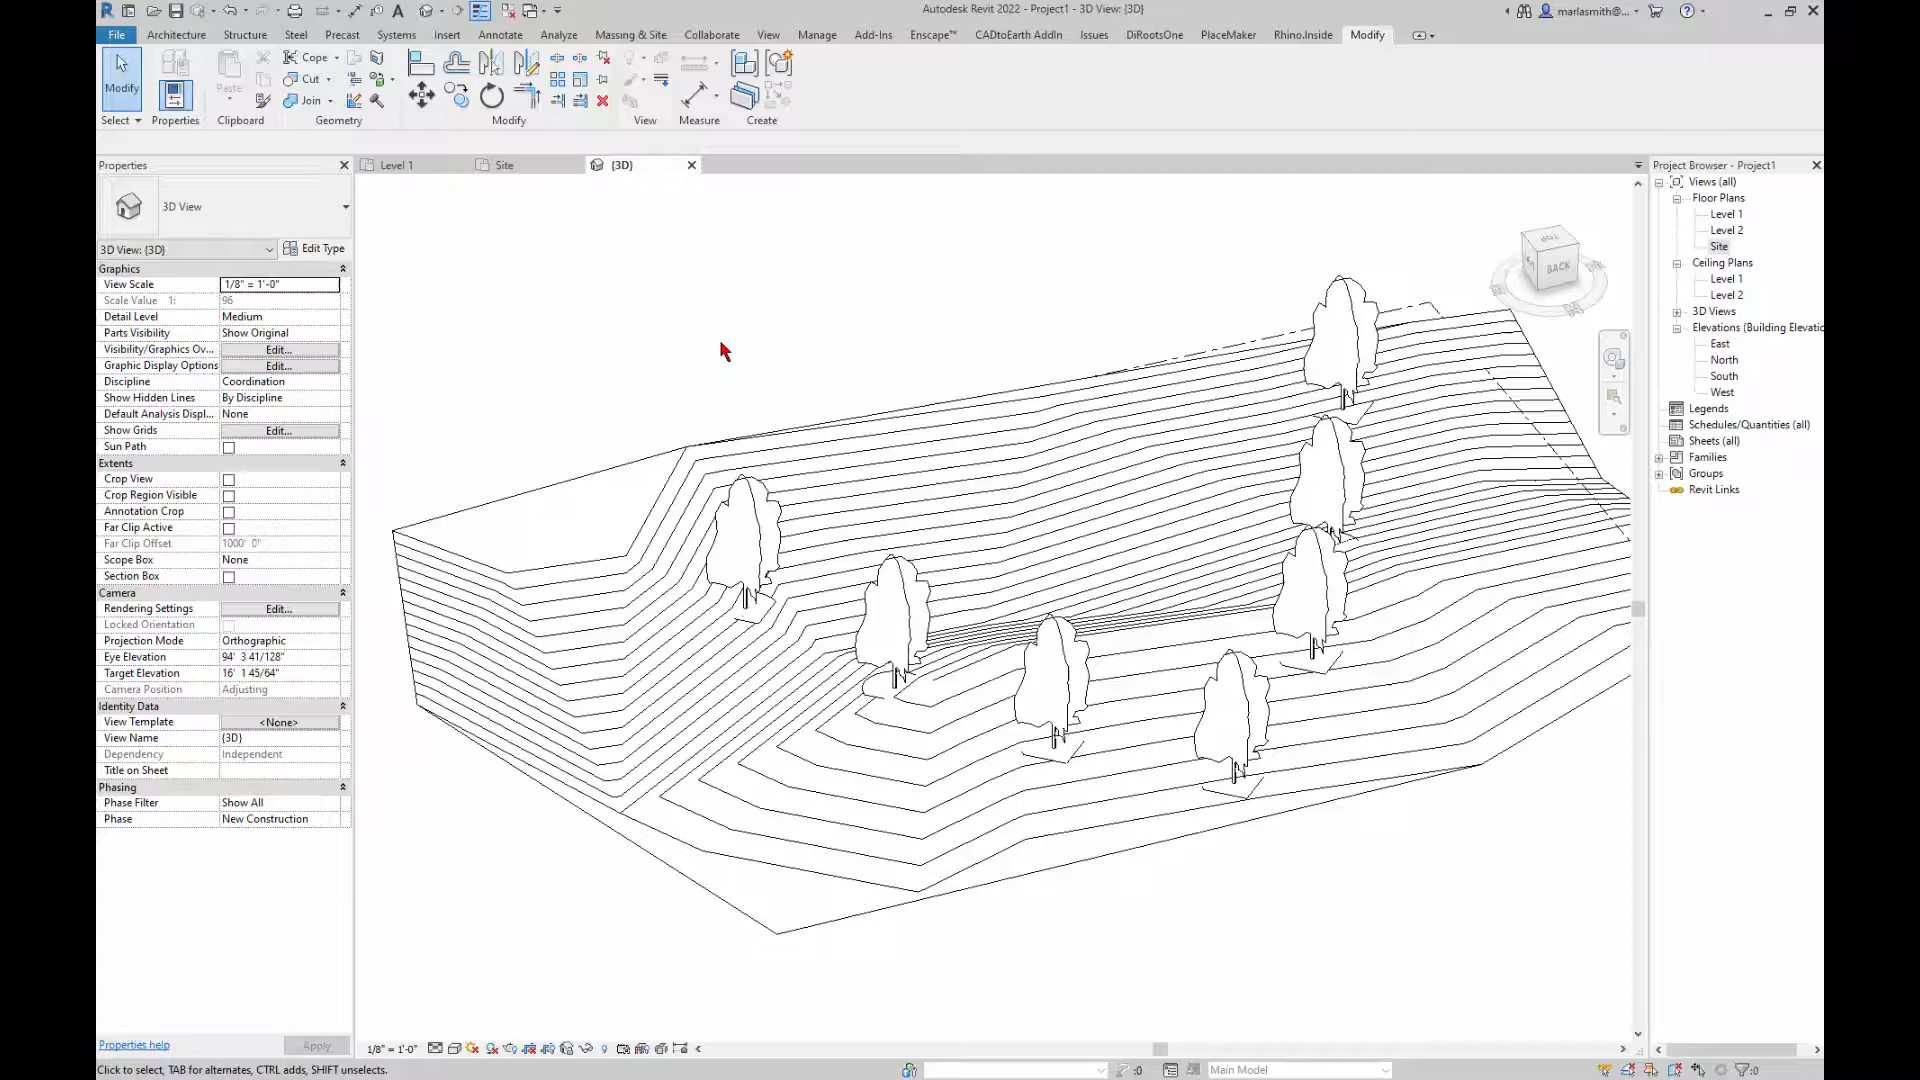 Autodesk Revit 2022 - Project1 - 3D View: {3D}
marlasmith@...
File
Architecture
Structure
Steel
Precast
Systems
Insert
Annotate
Analyze
Massing & Site
Collaborate
View
Manage
Add-Ins
Enscape™
CADtoEarth AddIn
Issues
DiRootsOne
PlaceMaker
Rhino.Inside
Modify
Modify
Paste
Cope
Cut
Join
Select
Properties
Clipboard
Geometry
Modify
View
Measure
Create
Properties
Level 1
Site
{3D}
Project Browser - Project1
3D View
3D View: {3D}
Edit Type
Graphics
View Scale 1/8" = 1'-0"
Scale Value 1: 96
Detail Level Medium
Parts Visibility Show Original
Visibility/Graphics Ov... Edit...
Graphic Display Options Edit...
Discipline Coordination
Show Hidden Lines By Discipline
Default Analysis Displ... None
Show Grids Edit...
Sun Path
Extents
Crop View
Crop Region Visible
Annotation Crop
Far Clip Active
Far Clip Offset 1000' 0"
Scope Box None
Section Box
Camera
Rendering Settings Edit...
Locked Orientation
Projection Mode Orthographic
Eye Elevation 94' 3 41/128"
Target Elevation 16' 1 45/64"
Camera Position Adjusting
Identity Data
View Template <None>
View Name {3D}
Dependency Independent
Title on Sheet
Phasing
Phase Filter Show All
Phase New Construction
Properties help
Apply
TOP
BACK
Views (all)
Floor Plans
Level 1
Level 2
Site
Ceiling Plans
Level 1
Level 2
3D Views
Elevations (Building Elevatio
East
North
South
West
Legends
Schedules/Quantities (all)
Sheets (all)
Families
Groups
Revit Links
1/8" = 1'-0"
Click to select, TAB for alternates, CTRL adds, SHIFT unselects.
:0
Main Model
:0